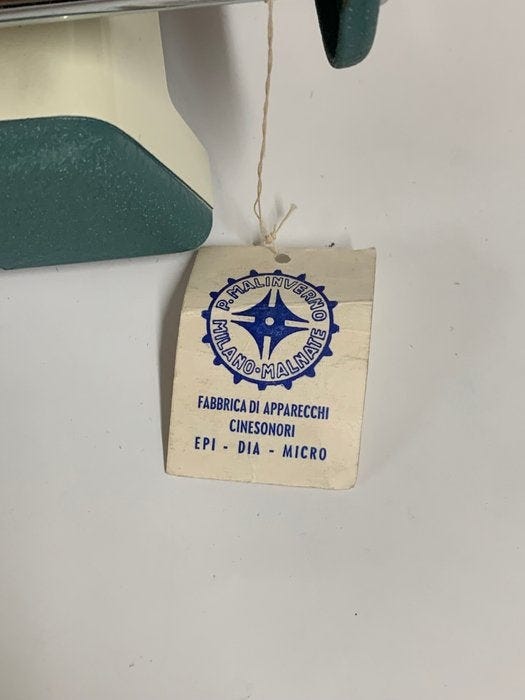 P. MALINVERNO
MILANO - MALNATE
FABBRICA DI APPARECCHI
CINESONORI
EPI - DIA - MICRO